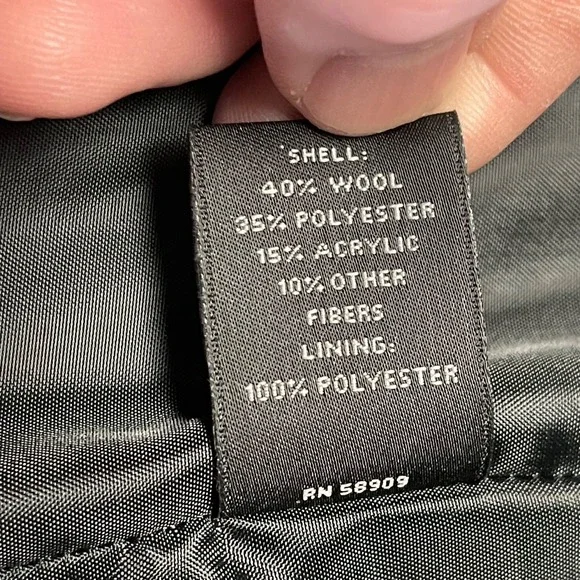 SHELL:
40% WOOL
35% POLYESTER
15% ACRYLIC
10% OTHER
FIBERS
LINING:
100% POLYESTER
RN 58909